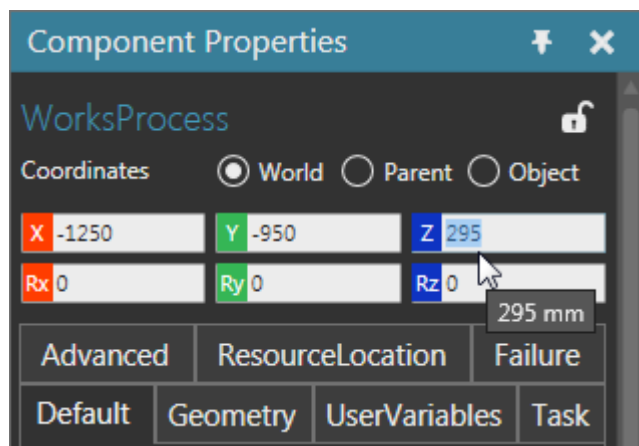 Component Properties
WorksProcess
Coordinates World Parent Object
X -1250 Y -950 Z 295
Rx 0 Ry 0 Rz 0
295 mm
Advanced ResourceLocation Failure
Default Geometry UserVariables Task